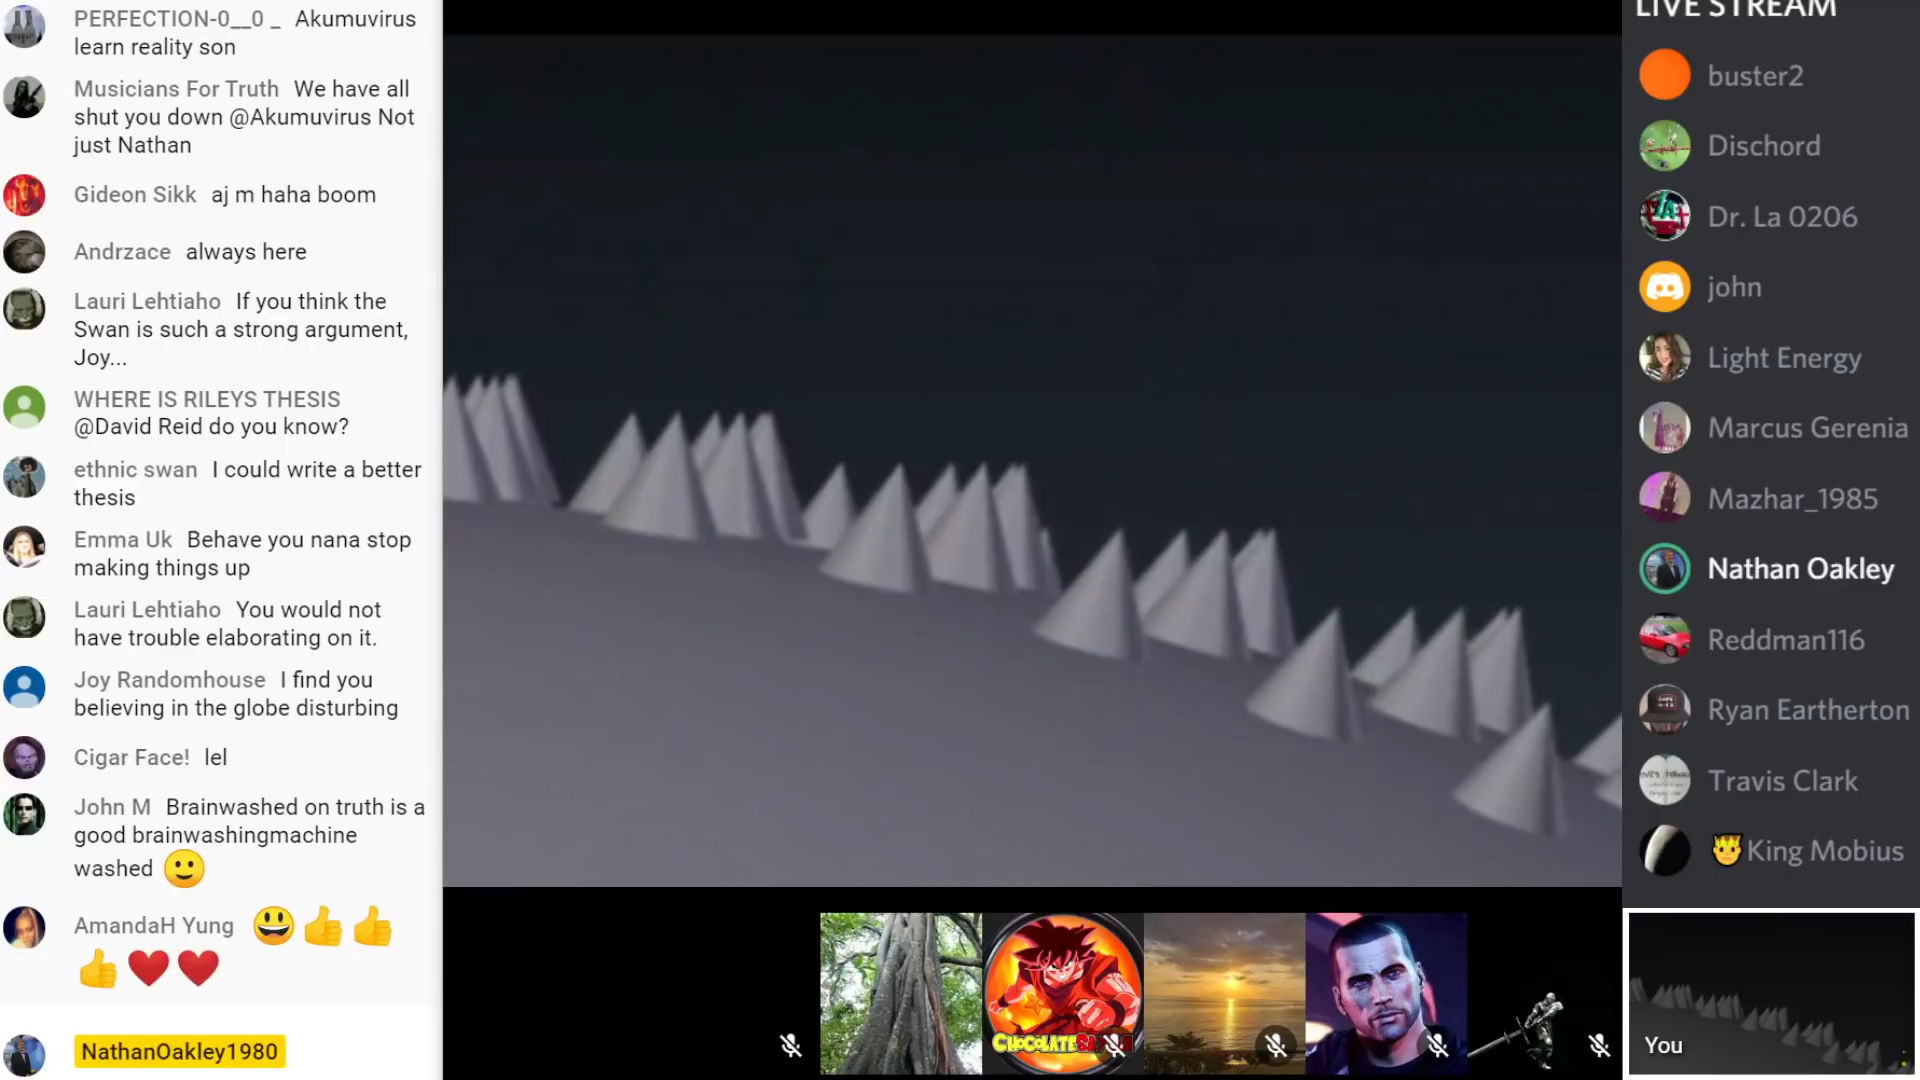 PERFECTION-0__0 _ Akumuvirus
learn reality son
Musicians For Truth We have all
shut you down @Akumuvirus Not
just Nathan
Gideon Sikk aj m haha boom
Andrzace always here
Lauri Lehtiaho If you think the
Swan is such a strong argument,
Joy...
WHERE IS RILEYS THESIS
@David Reid do you know?
ethnic swan I could write a better
thesis
Emma Uk Behave you nana stop
making things up
Lauri Lehtiaho You would not
have trouble elaborating on it.
Joy Randomhouse I find you
believing in the globe disturbing
Cigar Face! lel
John M Brainwashed on truth is a
good brainwashingmachine
washed 🙂
AmandaH Yung 😃👍👍
👍❤️❤️
NathanOakley1980
LIVE STREAM
buster2
Dischord
Dr. La 0206
john
Light Energy
Marcus Gerenia
Mazhar_1985
Nathan Oakley
Reddman116
Ryan Eartherton
Travis Clark
🤴King Mobius
You